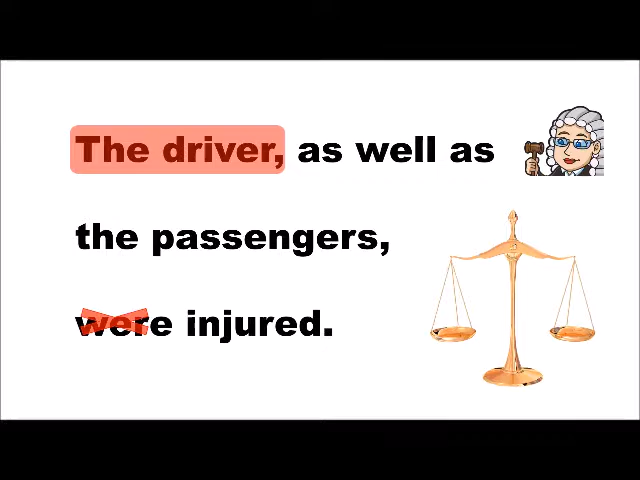 The driver, as well as
the passengers,
were injured.